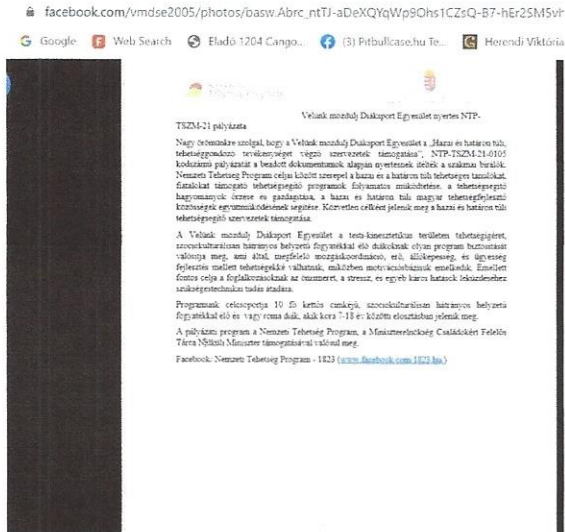 facebook.com/vmdse2005/photos/basw.Abrc_ntTJ-aDeXQYqWp9Ohs1CZsQ-B7-hEr2SM5vh
Google Web Search Eladó 1204 Cango... (3) Pitbullcase.hu Te... Herendi Viktória
Velünk mozdulj Diáksport Egyesület nyertes NTP-
TSZM-21 pályázata
Nagy örömünkre szolgál, hogy a Velünk mozdulj Diáksport Egyesület a „Hazai és határon túli,
tehetséggondozó tevékenységet végző szervezetek támogatása”, NTP-TSZM-21-0105
kódszámú pályázatát a beadott dokumentumok alapján nyertesnek ítélték a szakmai bírálók.
Nemzeti Tehetség Program céljai között szerepel a hazai és a határon túli tehetséges tanulókat,
fiatalokat támogató tehetségsegítő programok folyamatos működtetése, a tehetségsegítő
hagyományok őrzése és gazdagítása, a hazai és határon túli magyar tehetségfejlesztő
közösségek együttműködésének segítése. Közvetlen célként jelenik meg a hazai és határon túli
tehetségsegítő szervezetek támogatása.
A Velünk mozdulj Diáksport Egyesület a testi-kinesztetikus területen tehetségígéret,
szociokulturálisan hátrányos helyzetű fogyatékkal élő diákoknak olyan program biztosítását
valósítja meg, ami által, megfelelő mozgáskoordináció, erő, állóképesség, és ügyesség
fejlesztés mellett tehetségekké válhatnak, miközben motivációsbázisuk emelkedik. Emellett
fontos célja a foglalkozásoknak az önismeret, a stressz, és egyéb káros hatások leküzdéséhez
szükségestechnikai tudás átadása.
Programunk célcsoportja 10 fő kettős címkéjű, szociokulturálisan hátrányos helyzetű
fogyatékkal élő és vagy roma diák, akik kora 7-18 év közötti elosztásban jelenik meg.
A pályázati program a Nemzeti Tehetség Program, a Miniszterelnökség Családokért Felelős
Tárca Nélküli Miniszter támogatásával valósul meg.
Facebook: Nemzeti Tehetség Program - 1823 (www.facebook.com/1823.hu)